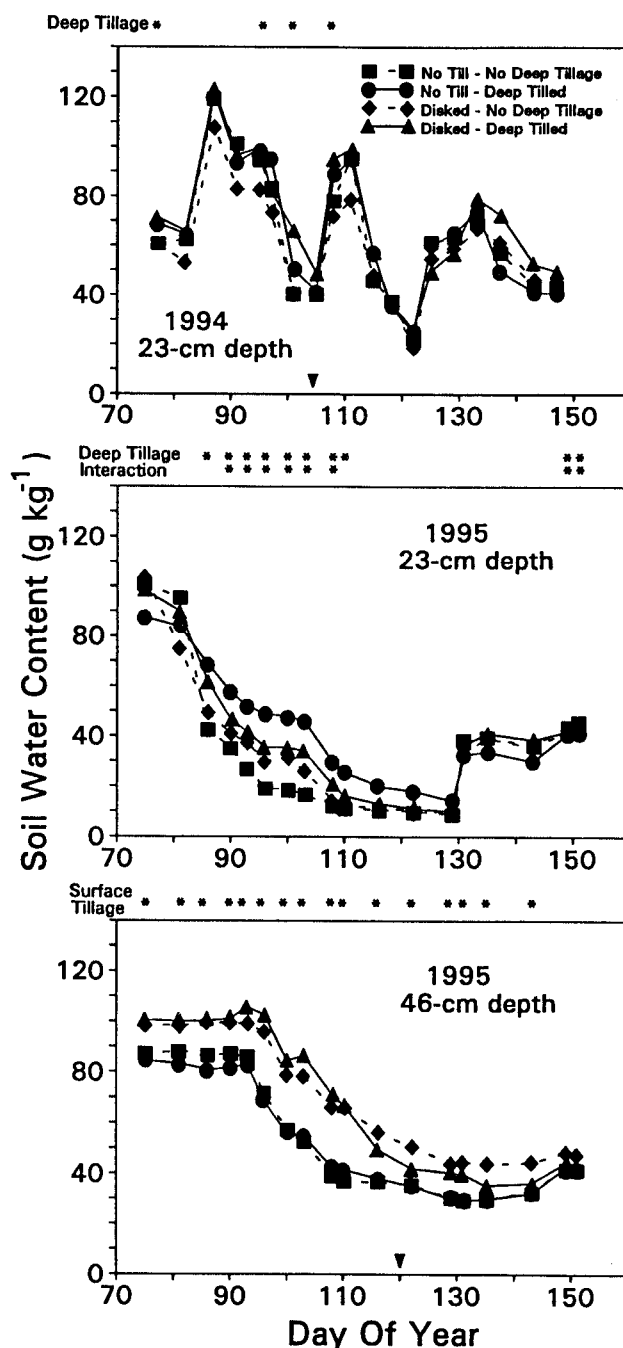 Deep Tillage * * * *
No Till - No Deep Tillage
No Till - Deep Tilled
Disked - No Deep Tillage
Disked - Deep Tilled
120
80
40
0
1994
23-cm depth
70 90 110 130 150
Deep Tillage * * * * * * * * * *
Interaction * * * * * * * * *
1995
23-cm depth
120
80
40
0
70 90 110 130 150
Soil Water Content (g kg⁻¹)
Surface
Tillage * * * * * * * * * * * * * * * *
1995
46-cm depth
120
80
40
0
70 90 110 130 150
Day Of Year